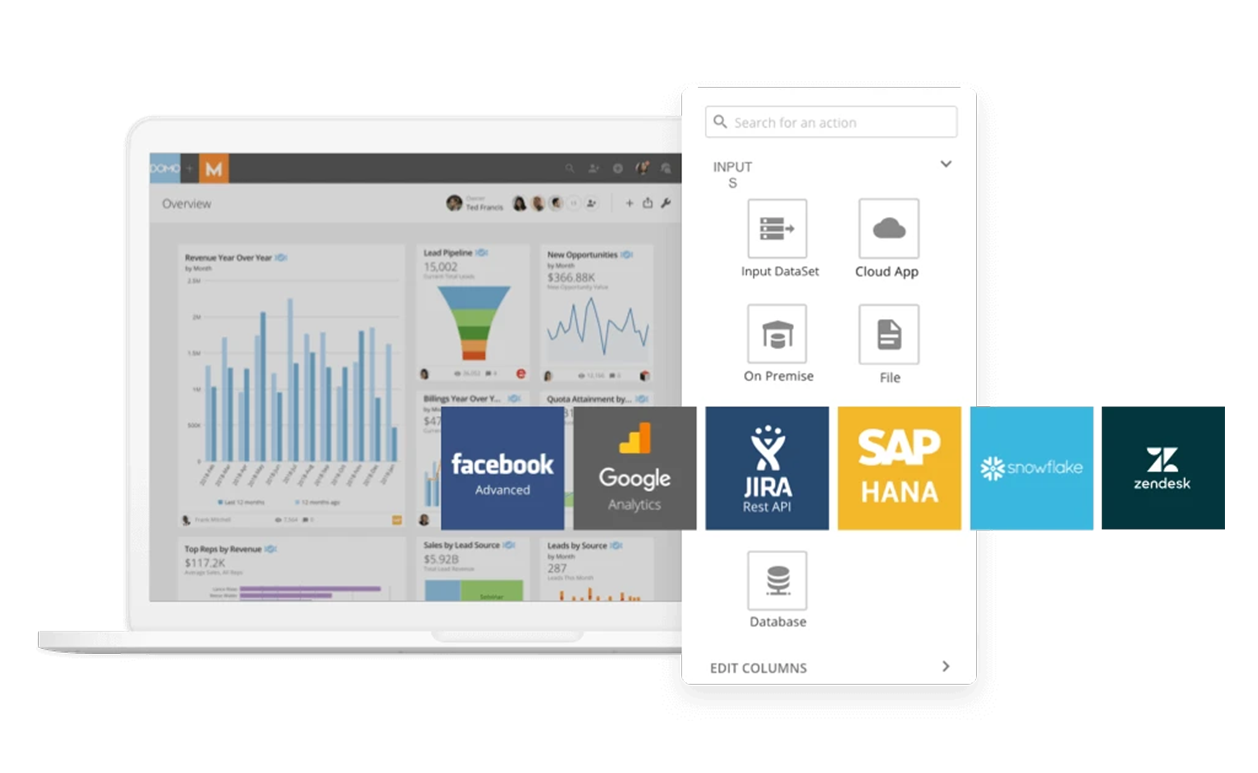 DOMO
+
M
Overview
Owner
Ted Francis
+
Revenue Year Over Year
by Month
2.5M
2M
1.5M
1M
500K
0
Last 12 months
12 months ago
Frank Mitchell
Lead Pipeline
15,002
Current Total Leads
New Opportunities
by Month
$366.88K
New Opportunity Value
Billings Year Over Y...
by Mo
$47
Quota Attainment by...
Top Reps by Revenue
$117.2K
Average Sales, All Reps
Sales by Lead Source
$5.92B
Total Lead Revenue
Leads by Source
by Month
287
Leads This Month
Search for an action
INPUT
S
Input DataSet
Cloud App
On Premise
File
facebook
Advanced
Google
Analytics
JIRA
Rest API
SAP
HANA
snowflake
zendesk
Database
EDIT COLUMNS